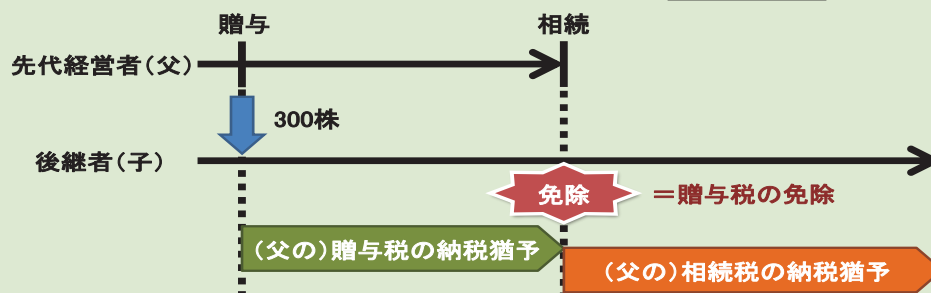 贈与
相続
先代経営者（父）
300株
後継者（子）
免除
＝贈与税の免除
（父の）贈与税の納税猶予
（父の）相続税の納税猶予